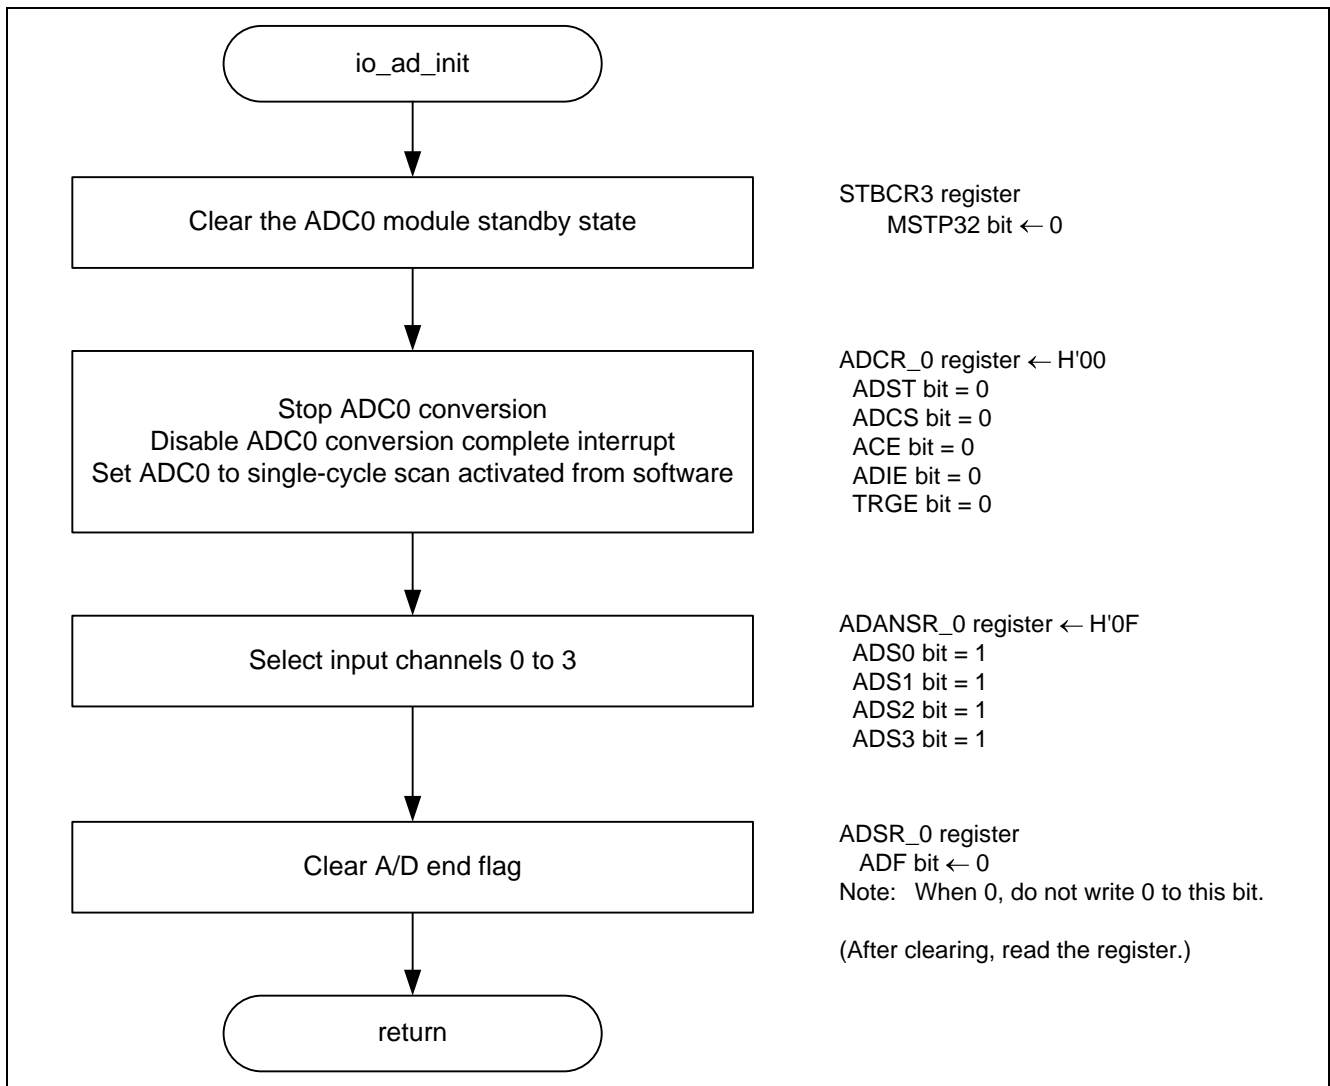 io_ad_init
Clear the ADC0 module standby state
STBCR3 register
MSTP32 bit ← 0
Stop ADC0 conversion
Disable ADC0 conversion complete interrupt
Set ADC0 to single-cycle scan activated from software
ADCR_0 register ← H'00
ADST bit = 0
ADCS bit = 0
ACE bit = 0
ADIE bit = 0
TRGE bit = 0
Select input channels 0 to 3
ADANSR_0 register ← H'0F
ADS0 bit = 1
ADS1 bit = 1
ADS2 bit = 1
ADS3 bit = 1
Clear A/D end flag
ADSR_0 register
ADF bit ← 0
Note: When 0, do not write 0 to this bit.
(After clearing, read the register.)
return